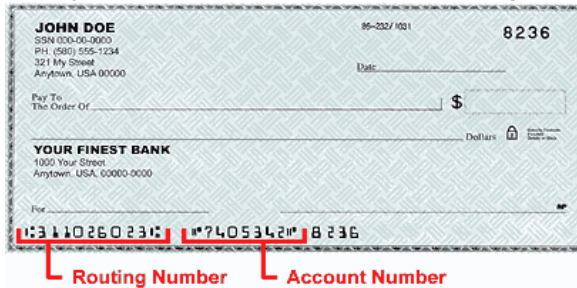 JOHN DOE
SSN 000-00-0000
PH. (580) 555-1234
321 My Street
Anytown, USA 00000
86-232/ 1031
8236
Date
Pay To
The Order Of
$
Dollars
YOUR FINEST BANK
1000 Your Street
Anytown, USA, 00000-0000
For
MP
⑆311026023⑆ ⑈7405342⑈ 8236
Routing Number Account Number